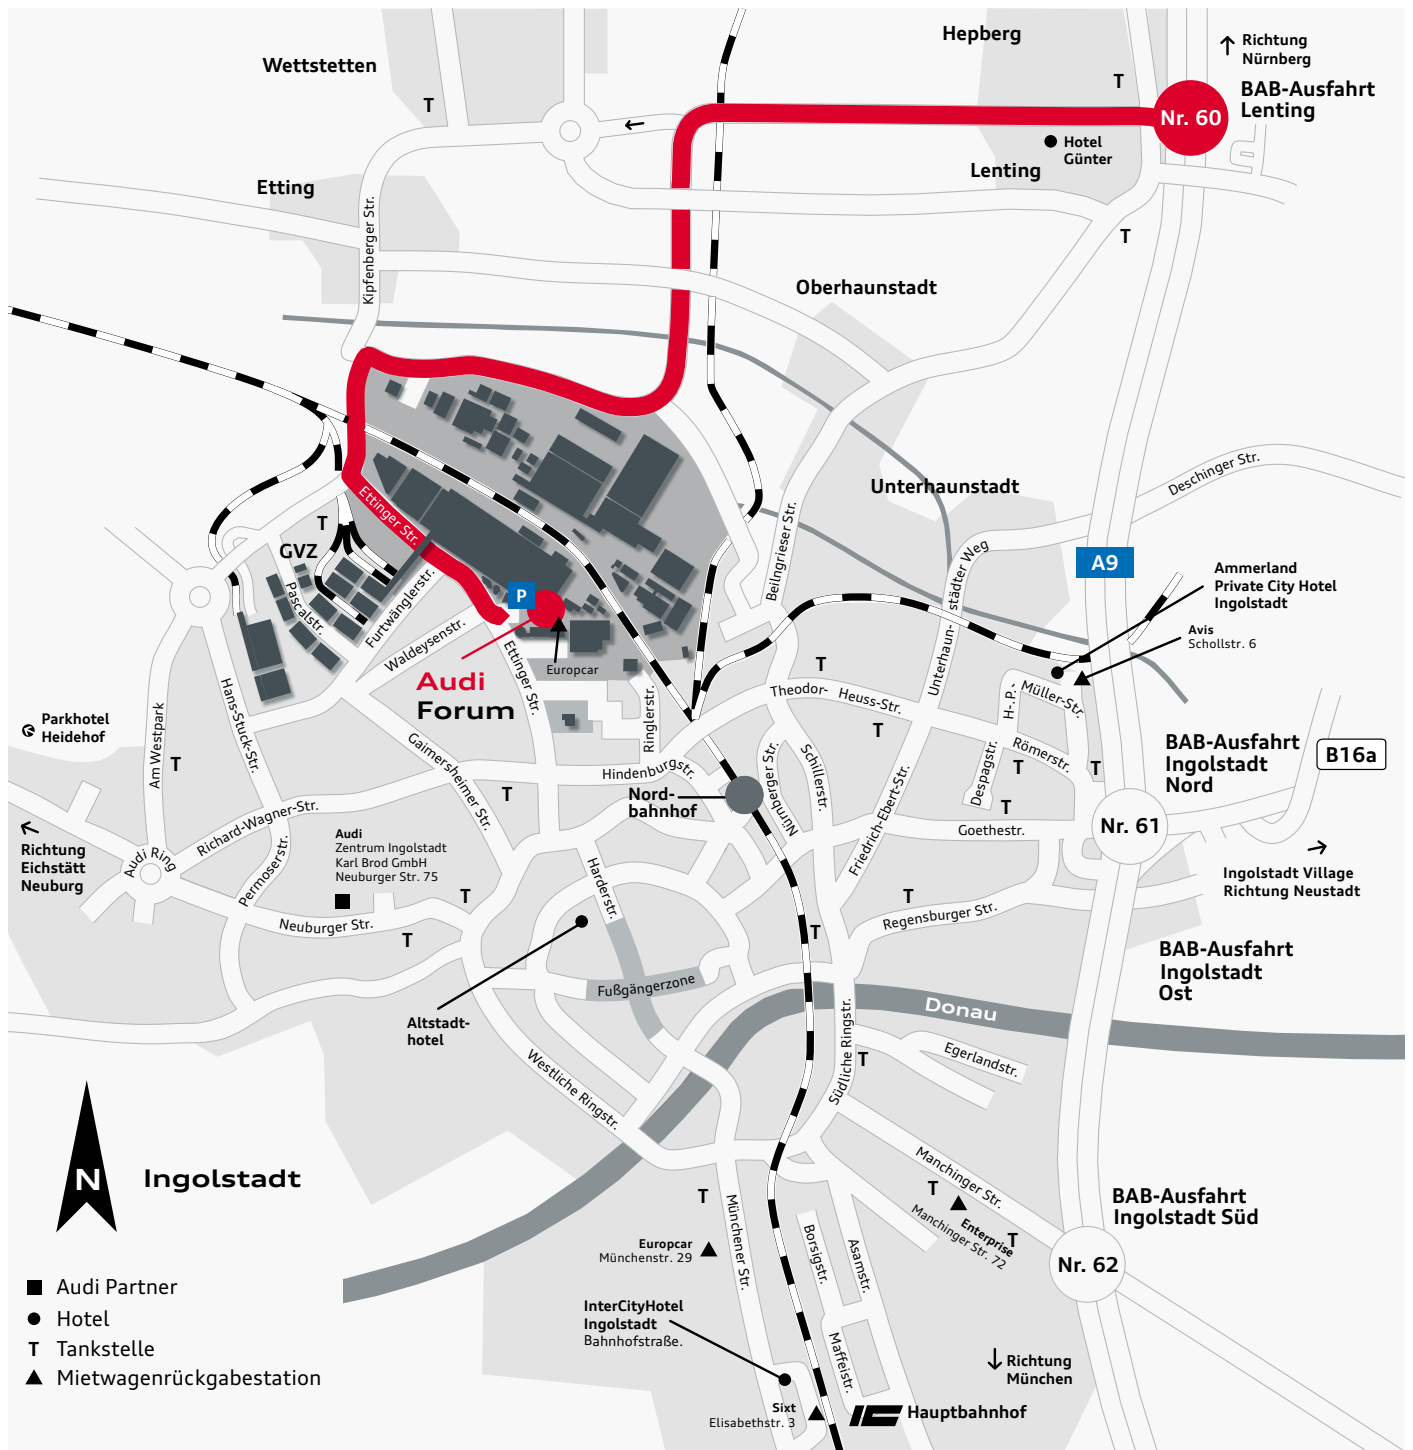 Hepberg
Richtung
Nürnberg
Wettstetten
T
T
BAB-Ausfahrt
Lenting
Nr. 60
Hotel
Günter
Lenting
Etting
Kipfenberger Str.
T
Oberhaunstadt
Deschinger Str.
Unterhaunstadt
Ettinger Str.
T
GVZ
Beilngrieser Str.
A9
Unterhaun-
städter Weg
Ammerland
Private City Hotel
Ingolstadt
Avis
Schollstr. 6
P
Pascalstr.
Furtwänglerstr.
Waldeysenstr.
Ettinger Str.
Europcar
Audi
Forum
T
Theodor-
Heuss-Str.
H.-P.-
Müller-Str.
Hans-Stuck-Str.
Am Westpark
Parkhotel
Heidehof
T
Ringlerstr.
T
Gaimersheimer Str.
Hindenburgstr.
Nürnberger Str.
Schillerstr.
Friedrich-Ebert-Str.
Despagstr.
Römerstr.
T
T
BAB-Ausfahrt
Ingolstadt
Nord
B16a
Nord-
bahnhof
T
T
Goethestr.
Nr. 61
Richard-Wagner-Str.
Richtung
Eichstätt
Neuburg
Audi Ring
Permoserstr.
Audi
Zentrum Ingolstadt
Karl Brod GmbH
Neuburger Str. 75
Harderstr.
Ingolstadt Village
Richtung Neustadt
T
T
Neuburger Str.
T
T
Regensburger Str.
BAB-Ausfahrt
Ingolstadt
Ost
Fußgängerzone
Donau
Altstadt-
hotel
Südliche Ringstr.
T
Egerlandstr.
Westliche Ringstr.
N
Ingolstadt
Manchinger Str.
T
T
Münchener Str.
Enterprise
Manchinger Str. 72
T
BAB-Ausfahrt
Ingolstadt Süd
Europcar
Münchenstr. 29
Borsigstr.
Asamstr.
Nr. 62
Audi Partner
Hotel
T
Tankstelle
Mietwagenrückgabestation
InterCityHotel
Ingolstadt
Bahnhofstraße.
Maffeistr.
Richtung
München
Sixt
Elisabethstr. 3
IC
Hauptbahnhof